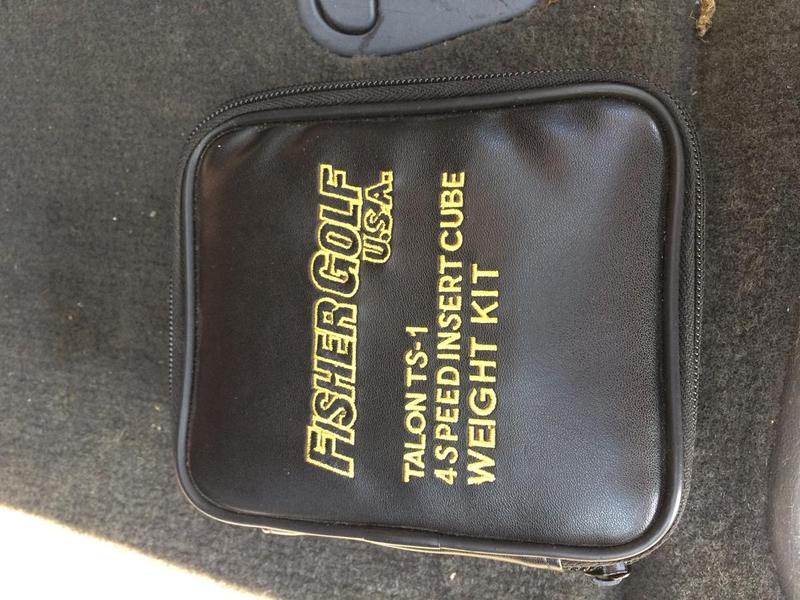 FISHER GOLF
U.S.A.
TALON TS-1
4 SPEED INSERT CUBE
WEIGHT KIT